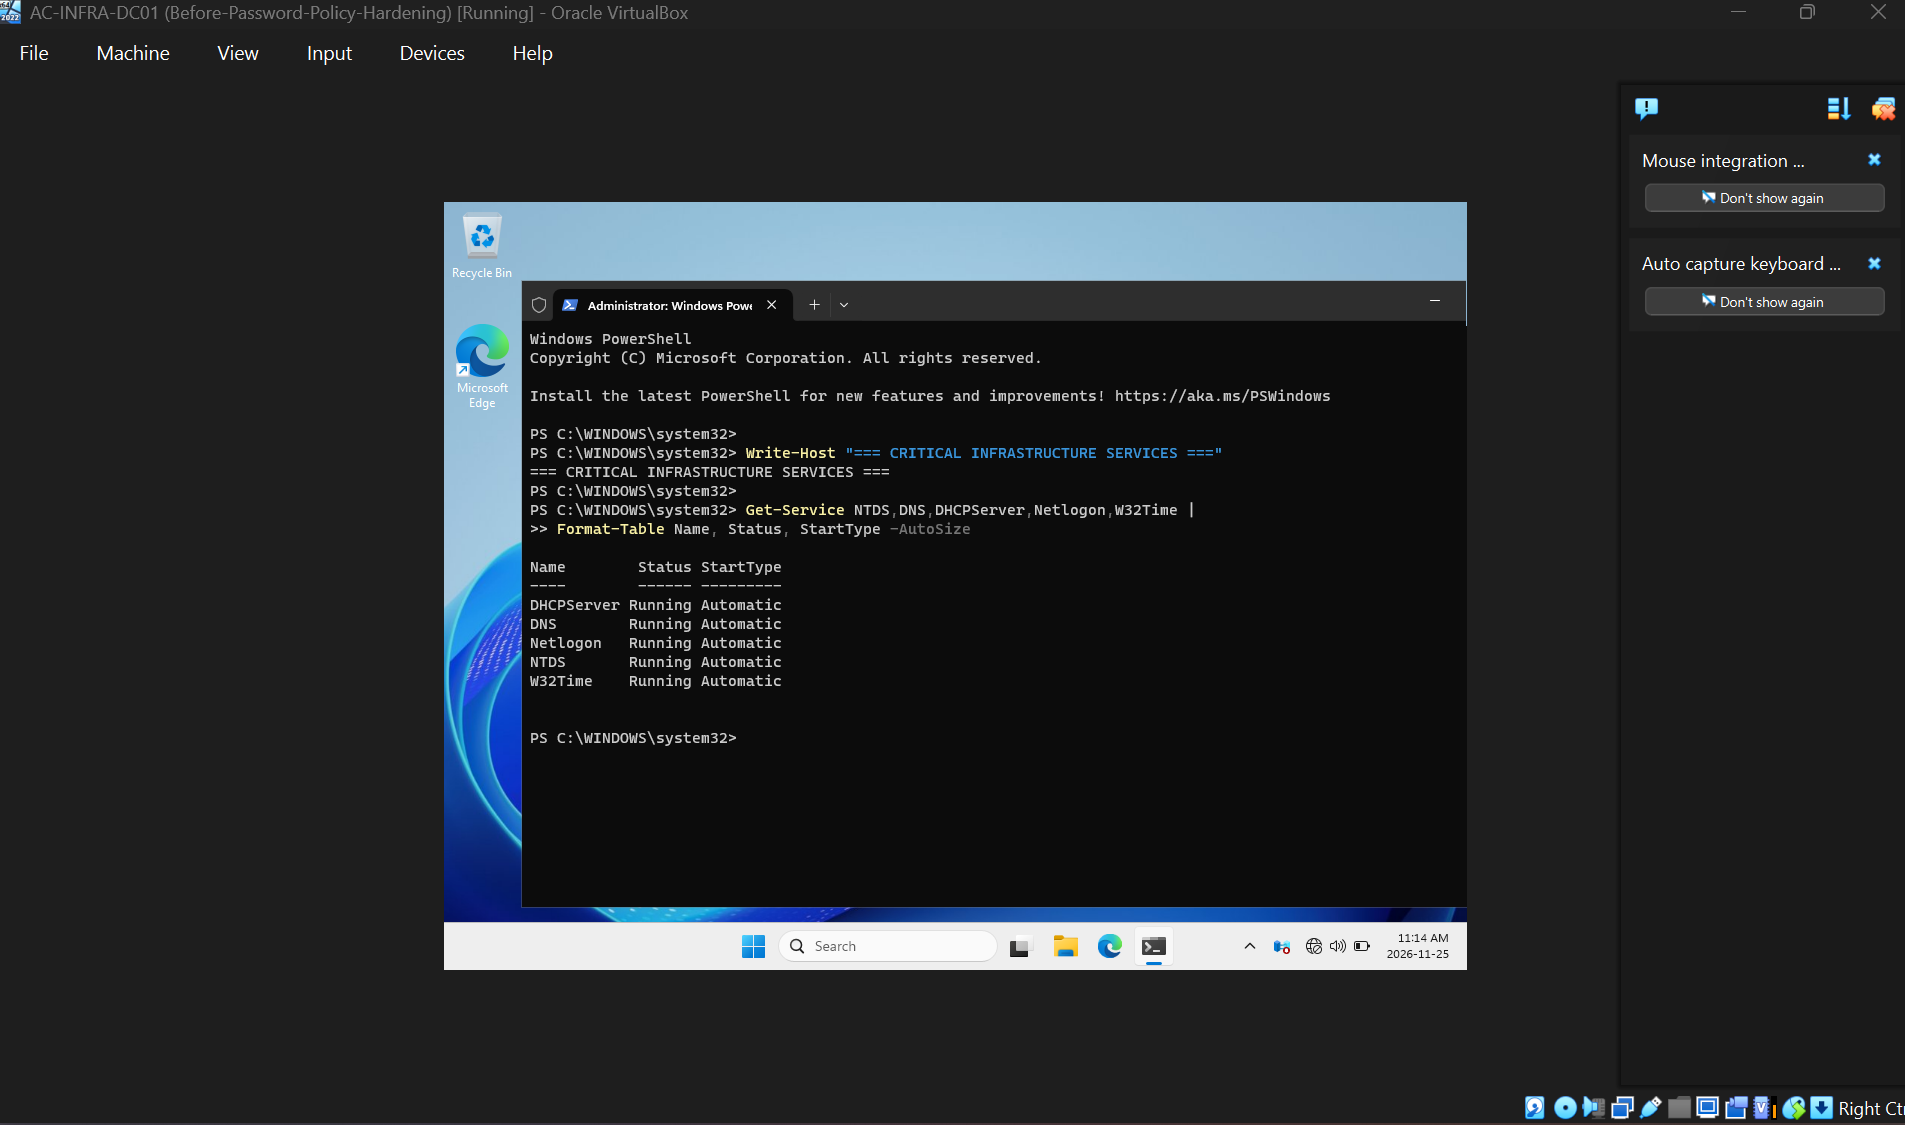 AC-INFRA-DC01 (Before-Password-Policy-Hardening) [Running] - Oracle VirtualBox
File Machine View Input Devices Help
Mouse integration ...
Don't show again
Auto capture keyboard ...
Don't show again
Recycle Bin
Microsoft
Edge
Administrator: Windows Powe
Windows PowerShell
Copyright (C) Microsoft Corporation. All rights reserved.
Install the latest PowerShell for new features and improvements! https://aka.ms/PSWindows
PS C:\WINDOWS\system32>
PS C:\WINDOWS\system32> Write-Host "=== CRITICAL INFRASTRUCTURE SERVICES ==="
=== CRITICAL INFRASTRUCTURE SERVICES ===
PS C:\WINDOWS\system32>
PS C:\WINDOWS\system32> Get-Service NTDS,DNS,DHCPServer,Netlogon,W32Time |
>> Format-Table Name, Status, StartType -AutoSize
Name Status StartType
---- ------ ---------
DHCPServer Running Automatic
DNS Running Automatic
Netlogon Running Automatic
NTDS Running Automatic
W32Time Running Automatic
PS C:\WINDOWS\system32>
Search
11:14 AM
2026-11-25
Right Ctr